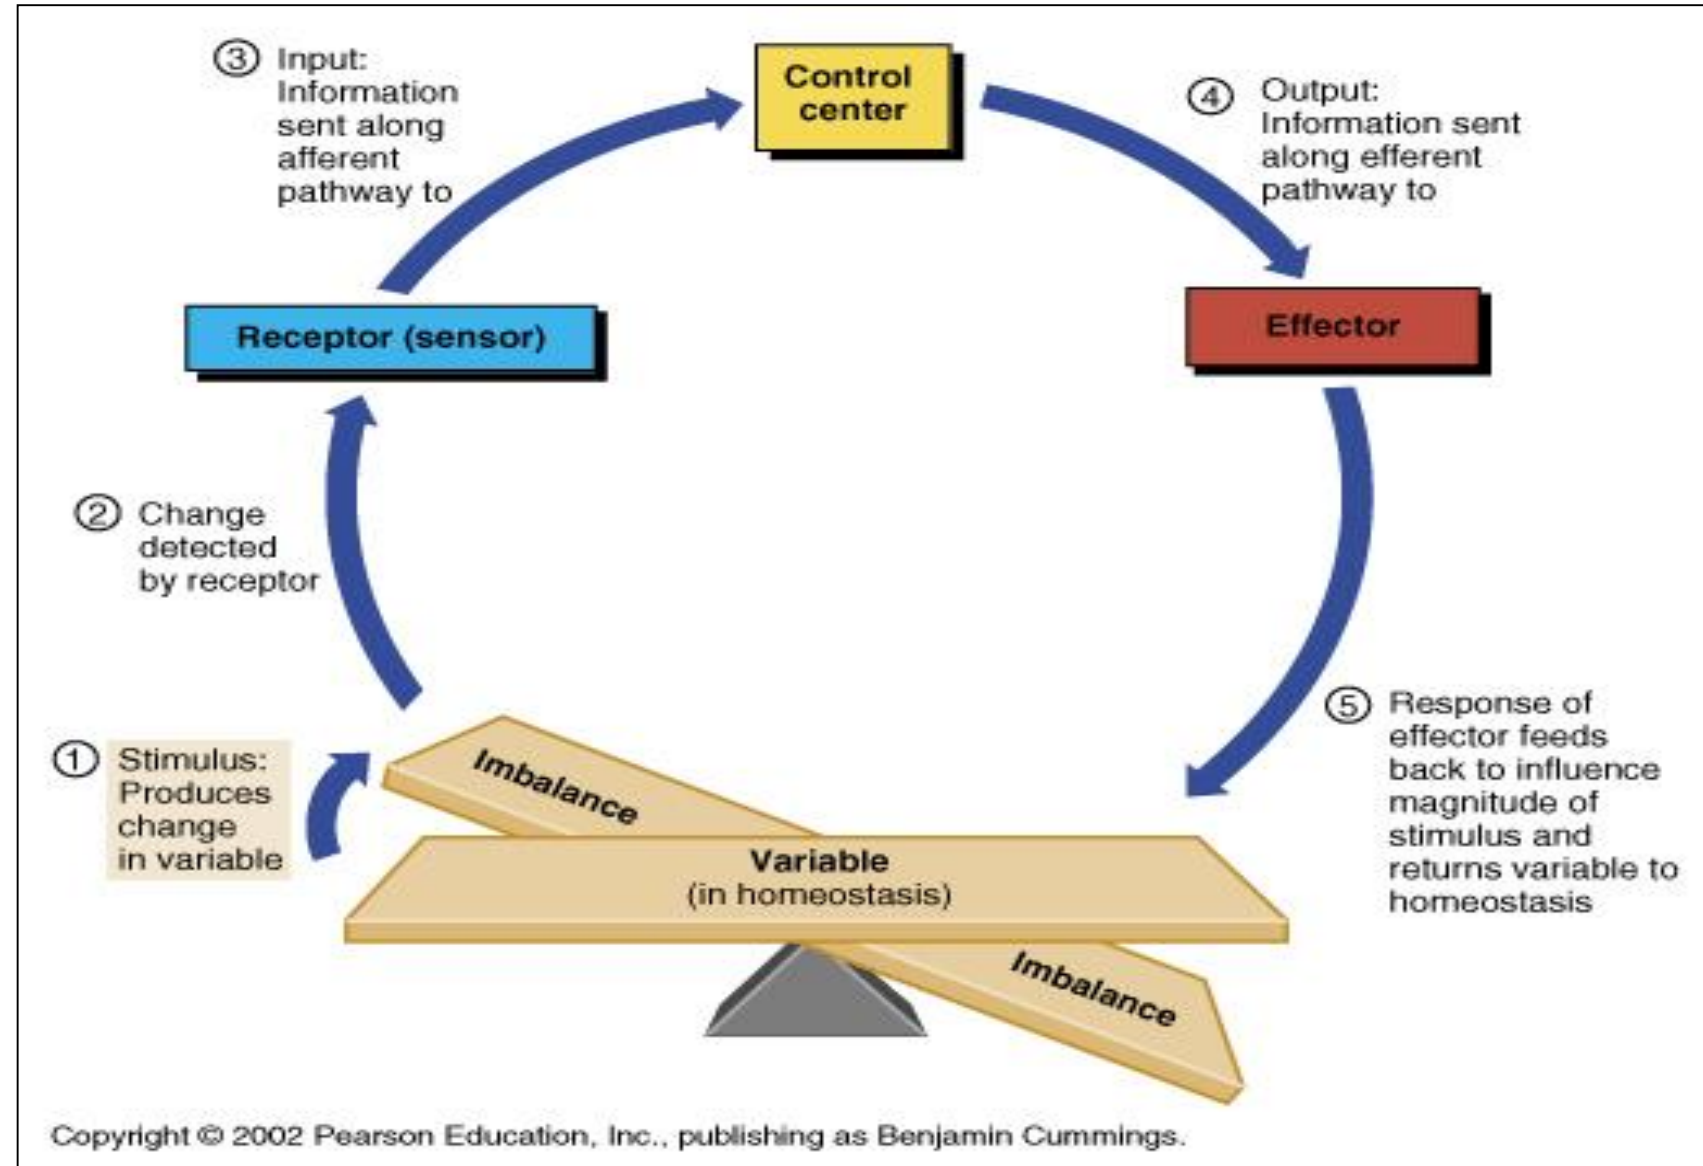 ③ Input:
Information
sent along
afferent
pathway to
Control
center
④ Output:
Information sent
along efferent
pathway to
Receptor (sensor)
Effector
② Change
detected
by receptor
① Stimulus:
Produces
change
in variable
Imbalance
Variable
(in homeostasis)
Imbalance
⑤ Response of
effector feeds
back to influence
magnitude of
stimulus and
returns variable to
homeostasis
Copyright © 2002 Pearson Education, Inc., publishing as Benjamin Cummings.